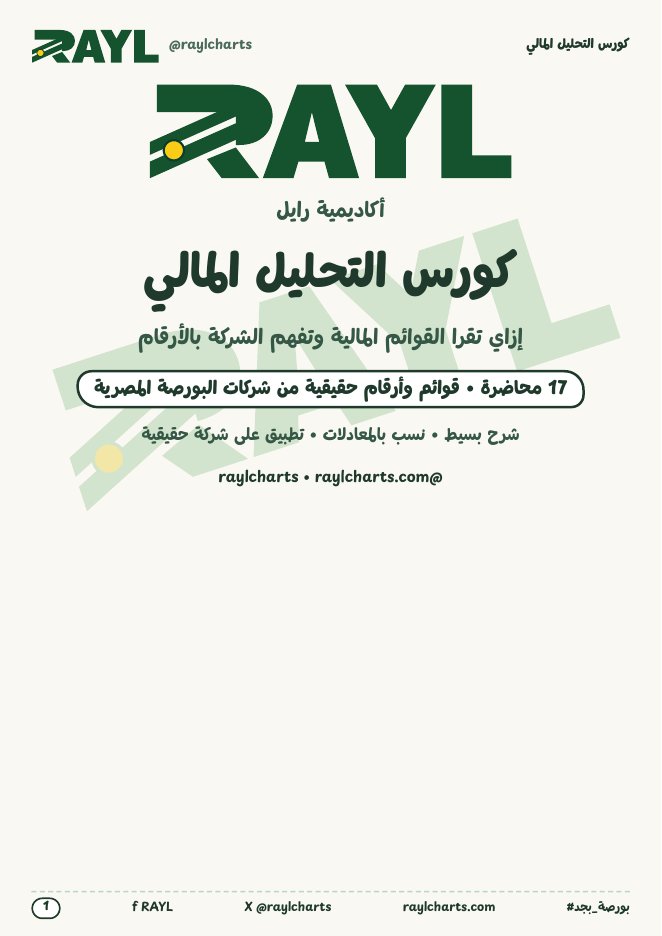 RAYL @raylcharts كورس التحليل المالي
RAYL
أكاديمية رايل
كورس التحليل المالي
إزاي تقرا القوائم المالية وتفهم الشركة بالأرقام
17 محاضرة • قوائم وأرقام حقيقية من شركات البورصة المصرية
شرح بسيط • نسب بالمعادلات • تطبيق على شركة حقيقية
raylcharts • raylcharts.com@
RAYL
1 f RAYL X @raylcharts raylcharts.com #بورصة_بجد